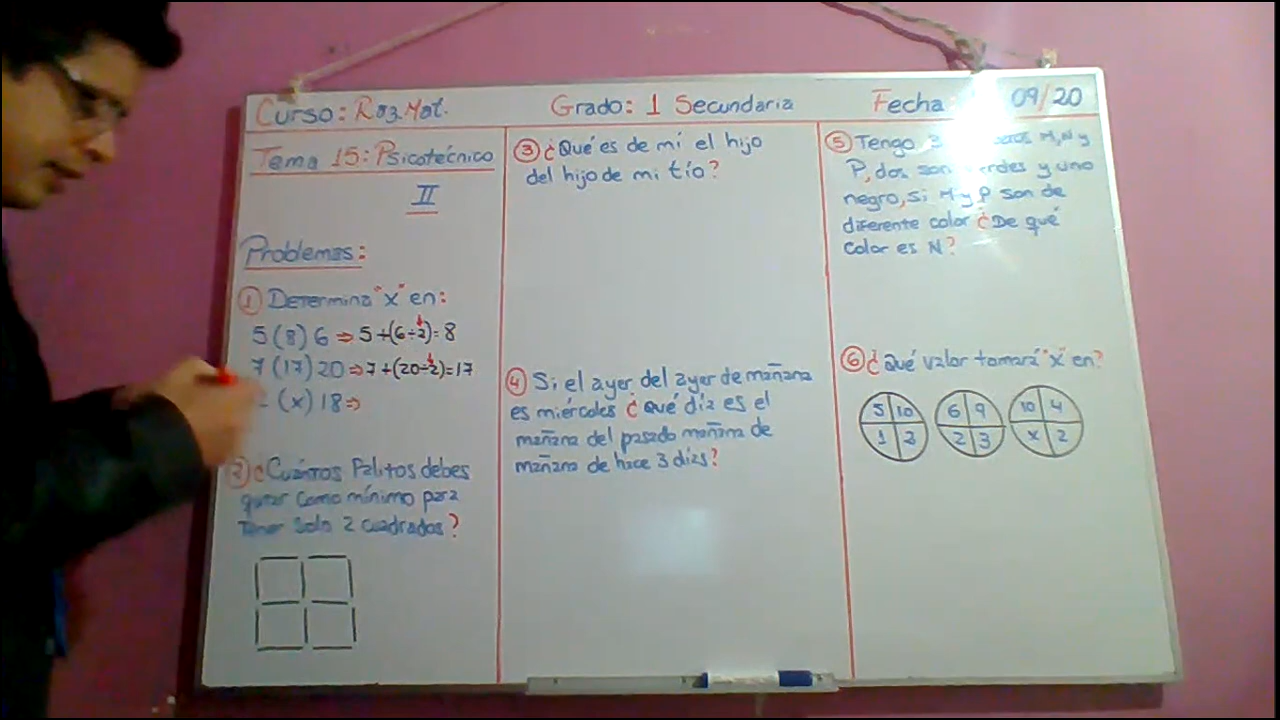 Curso: Raz. Mat.
Grado: 1 Secundaria
Fecha: 09/20
Tema 15: Psicotécnico
II
Problemas:
① Determina "x" en:
5 (8) 6 ⇒ 5+(6÷2)= 8
7 (17) 20 ⇒ 7+(20÷2)=17
(x) 18 ⇒
② ¿Cuántos Palitos debes
quitar como mínimo para
Tener Solo 2 cuadrados?
③ ¿Qué es de mí el hijo
del hijo de mi tío?
④ Si el ayer del ayer de mañana
es miércoles ¿Qué día es el
mañana del pasado mañana de
mañana de hace 3 días?
⑤ Tengo 3 M, N y
P, dos son verdes y uno
negro, si M y P son de
diferente color ¿De qué
color es N?
⑥ ¿Qué valor tomará "x" en?
5 10 6 9 10 4
1 2 3 x 2